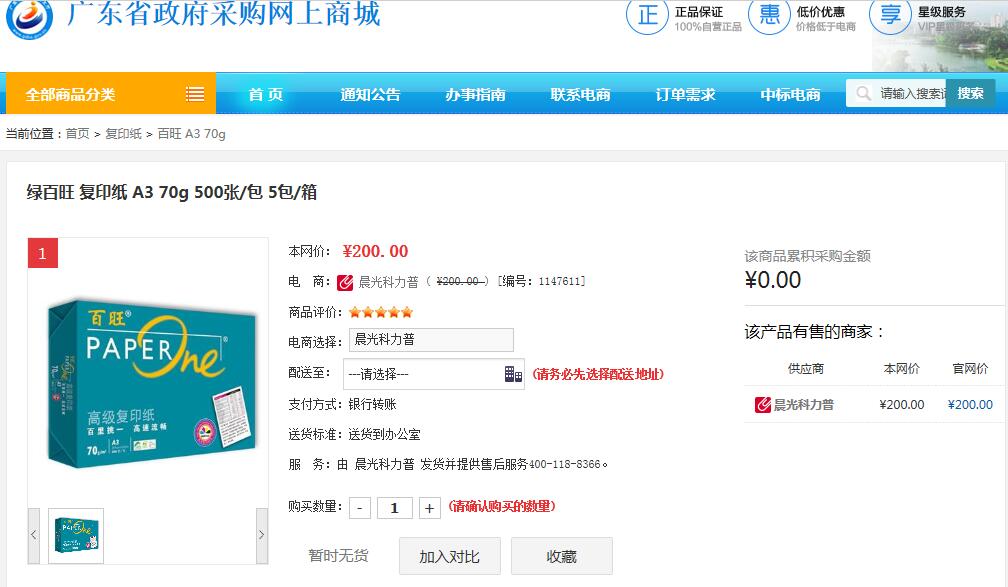 广东省政府采购网上商城
正 正品保证
100%自营正品
惠 低价优惠
价格低于电商
享 星级服务
VIP星级服务
全部商品分类 首 页 通知公告 办事指南 联系电商 订单需求 中标电商 请输入搜索 搜索
当前位置：首页 > 复印纸 > 百旺 A3 70g
绿百旺 复印纸 A3 70g 500张/包 5包/箱
1
百旺®
PAPER One ®
高级复印纸
百里挑一 高速流畅
70g/m² A3
本网价： ¥200.00
电 商： 晨光科力普 （ ¥200.00 ）[编号：1147611]
商品评价：
电商选择： 晨光科力普
配送至： ---请选择--- (请务必先选择配送地址)
支付方式：银行转账
送货标准：送货到办公室
服 务：由 晨光科力普 发货并提供售后服务400-118-8366。
购买数量： - 1 + (请确认购买的数量)
暂时无货 加入对比 收藏
该商品累积采购金额
¥0.00
该产品有售的商家：
供应商 本网价 官网价
晨光科力普 ¥200.00 ¥200.00